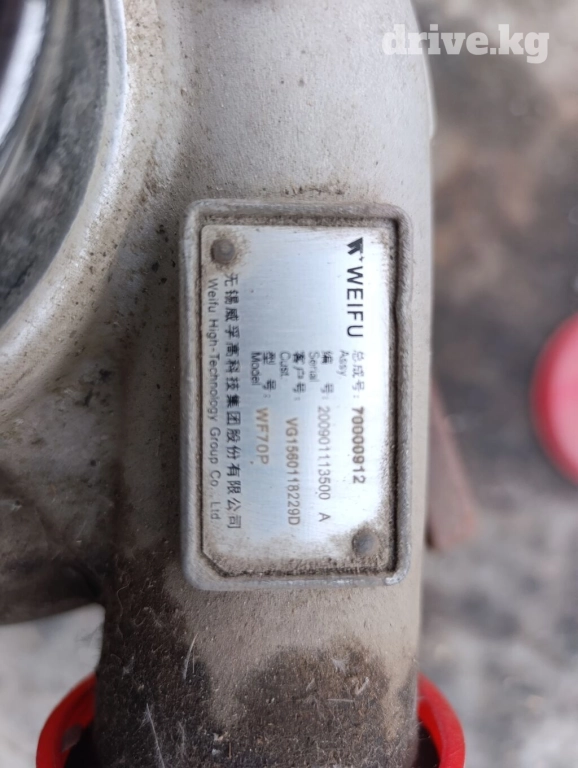 drive.kg
WEIFU
总成号: 70000912
Assy
编 号: 200901113500 A
Serial
客户号: VG1560118229D
Cust.
型 号: WF70P
Model
无锡威孚高科技集团股份有限公司
Weifu High-Technology Group Co., Ltd